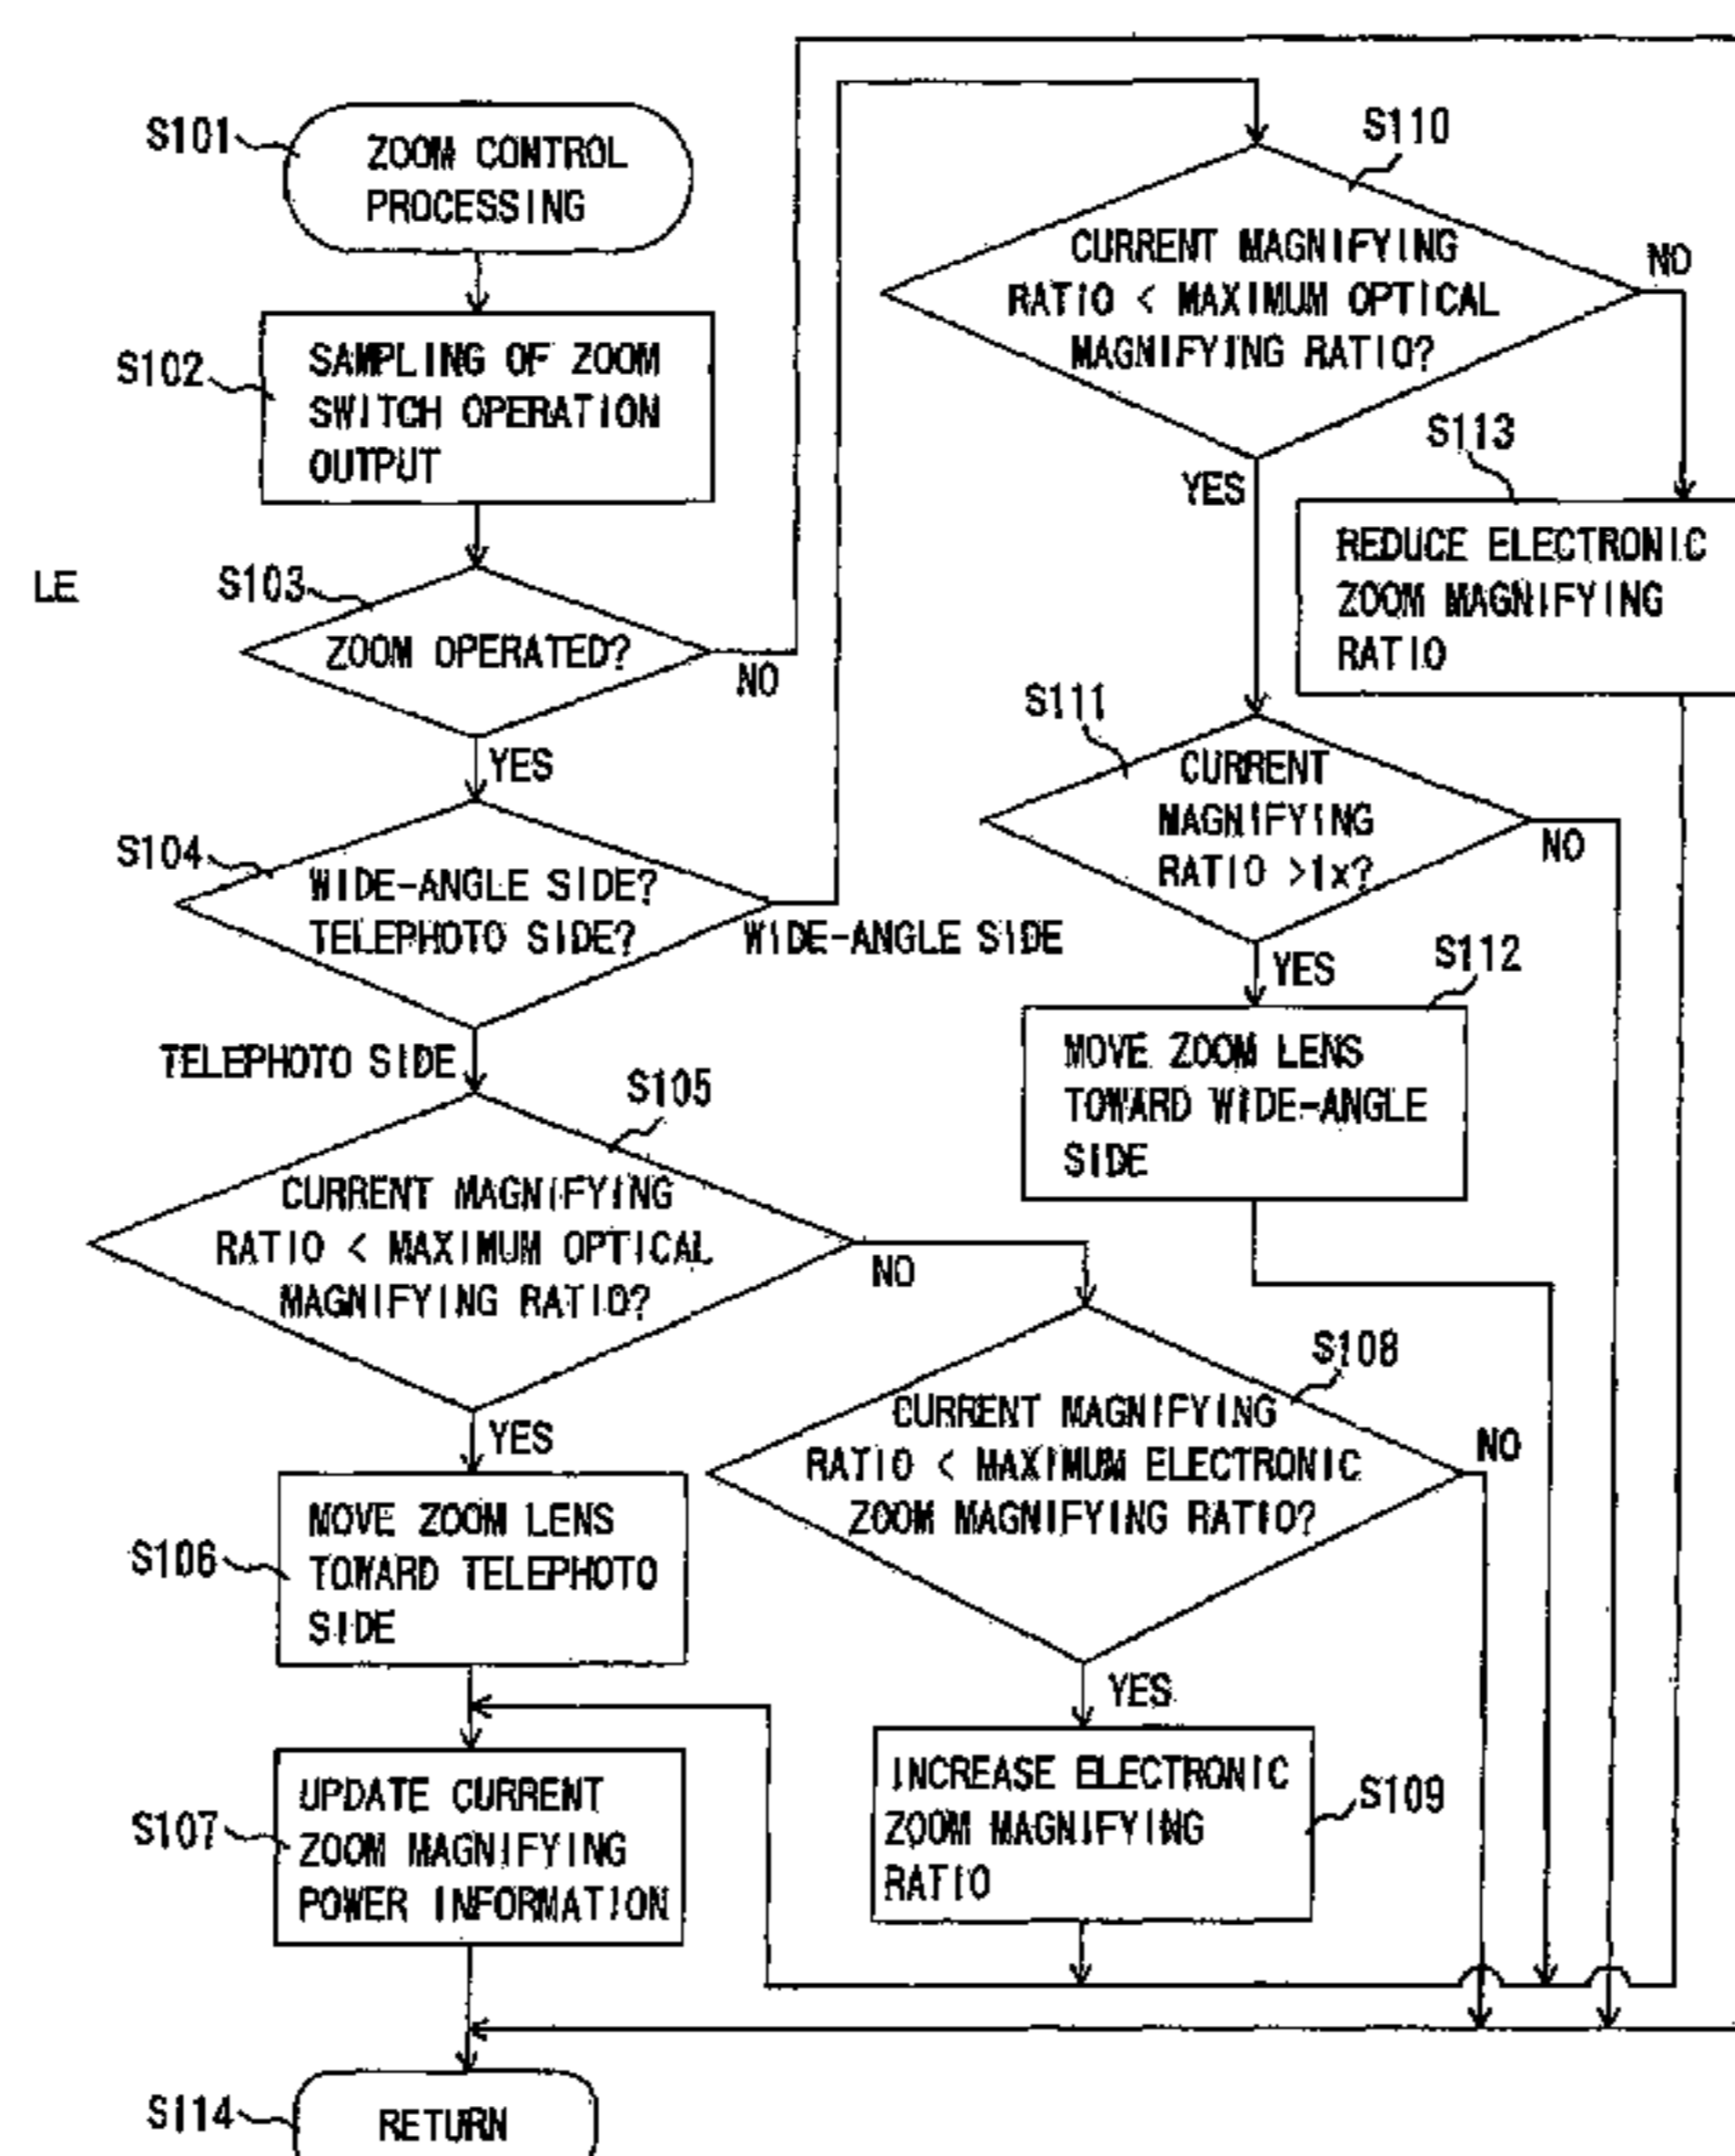 S101
ZOOM CONTROL
PROCESSING
S102
SAMPLING OF ZOOM
SWITCH OPERATION
OUTPUT
LE
S103
ZOOM OPERATED?
NO
YES
S104
WIDE-ANGLE SIDE?
TELEPHOTO SIDE?
WIDE-ANGLE SIDE
TELEPHOTO SIDE
S105
CURRENT MAGNIFYING
RATIO < MAXIMUM OPTICAL
MAGNIFYING RATIO?
NO
YES
S106
MOVE ZOOM LENS
TOWARD TELEPHOTO
SIDE
S107
UPDATE CURRENT
ZOOM MAGNIFYING
POWER INFORMATION
S108
CURRENT MAGNIFYING
RATIO < MAXIMUM ELECTRONIC
ZOOM MAGNIFYING RATIO?
NO
YES
INCREASE ELECTRONIC
ZOOM MAGNIFYING
RATIO
S109
S110
CURRENT MAGNIFYING
RATIO < MAXIMUM OPTICAL
MAGNIFYING RATIO?
NO
YES
S113
REDUCE ELECTRONIC
ZOOM MAGNIFYING
RATIO
S111
CURRENT
MAGNIFYING
RATIO >1x?
NO
YES
S112
MOVE ZOOM LENS
TOWARD WIDE-ANGLE
SIDE
S114
RETURN